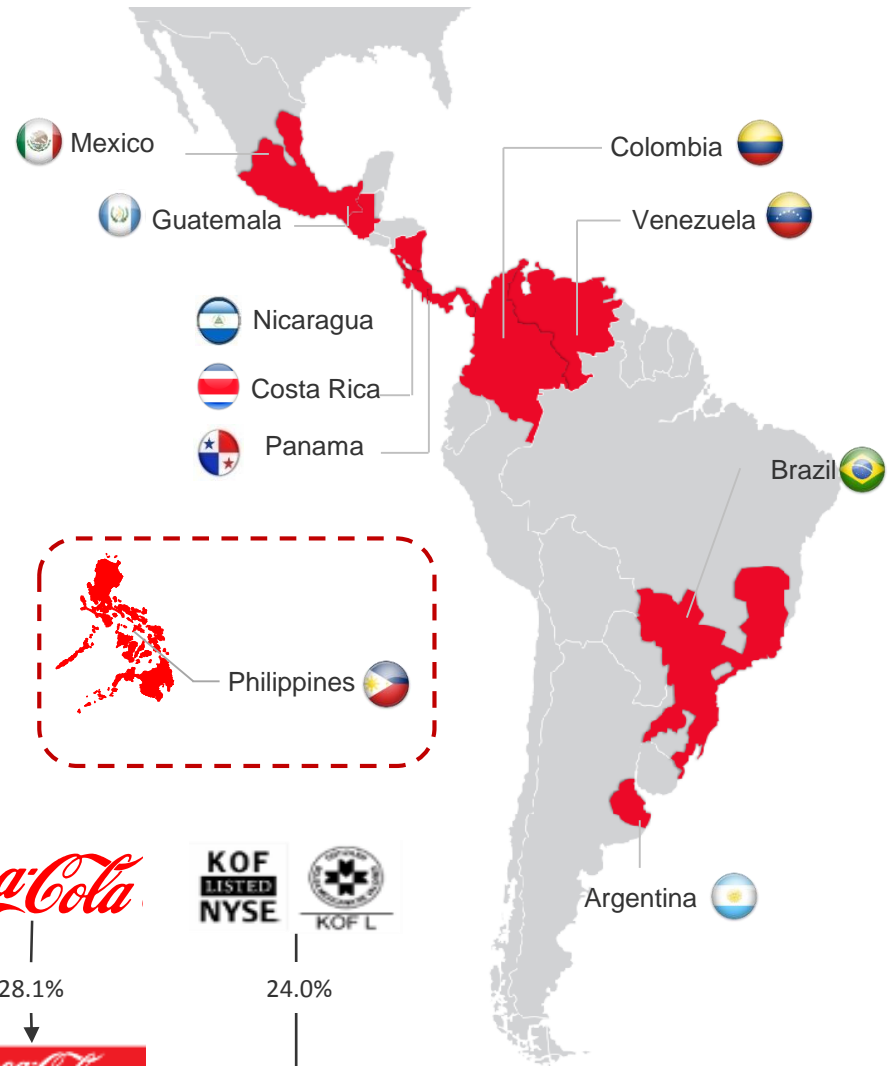 Mexico
Colombia
Guatemala
Venezuela
Nicaragua
Costa Rica
Panama
Brazil
Philippines
Argentina
a-Cola
KOF
LISTED
NYSE
KOF L
28.1%
24.0%